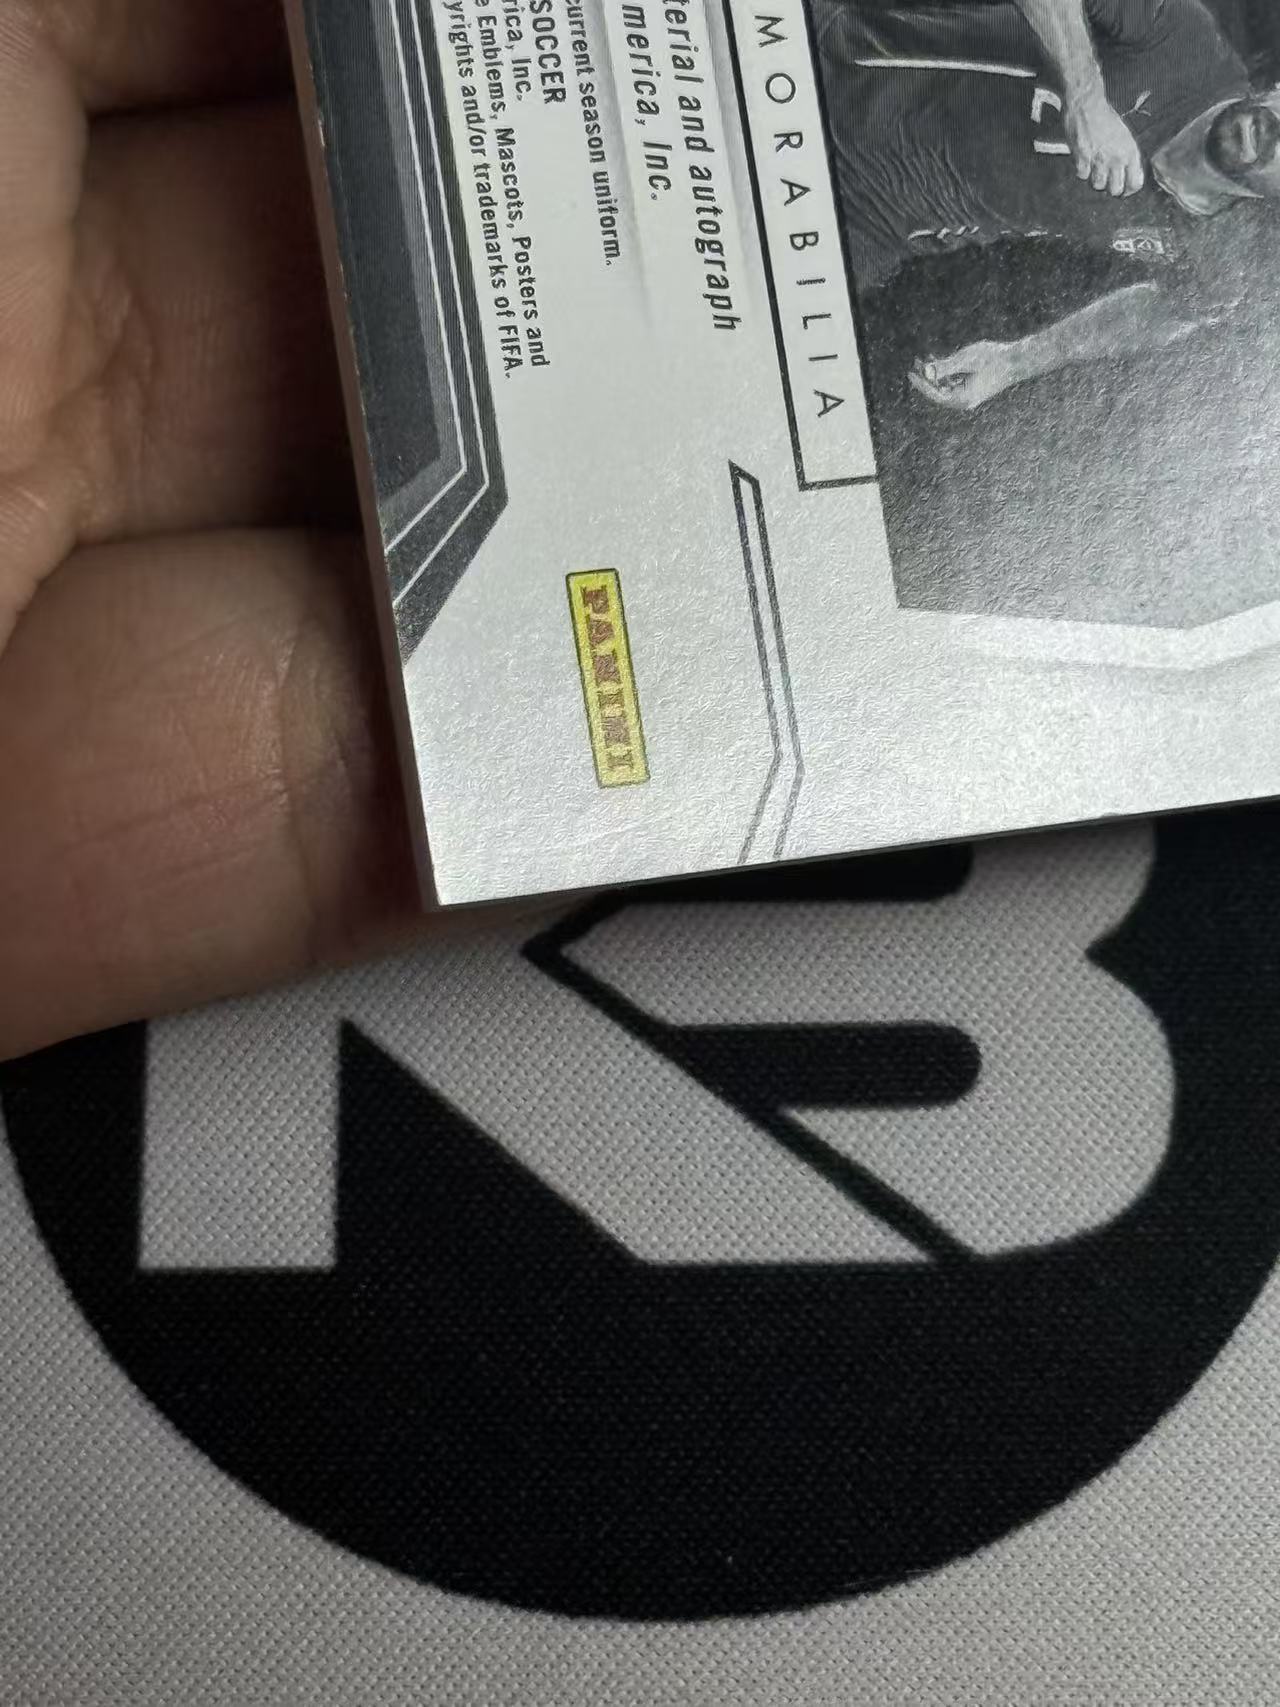 MORABILIA
terial and autograph
merica, Inc.
current season uniform.
SOCCER
rica, Inc.
e Emblems, Mascots, Posters and
yrights and/or trademarks of FIFA.
PANINI
KB